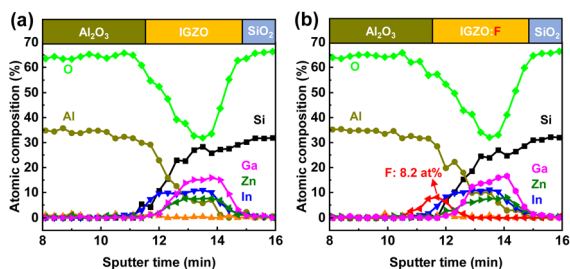 (a)
Al₂O₃ IGZO SiO₂
Atomic composition (%)
70
60
50
40
30
20
10
0
O
Al
Si
Ga
Zn
In
8 10 12 14 16
Sputter time (min)
(b)
Al₂O₃ IGZO:F SiO₂
Atomic composition (%)
70
60
50
40
30
20
10
0
O
Al
Si
F: 8.2 at%
Ga
Zn
In
8 10 12 14 16
Sputter time (min)